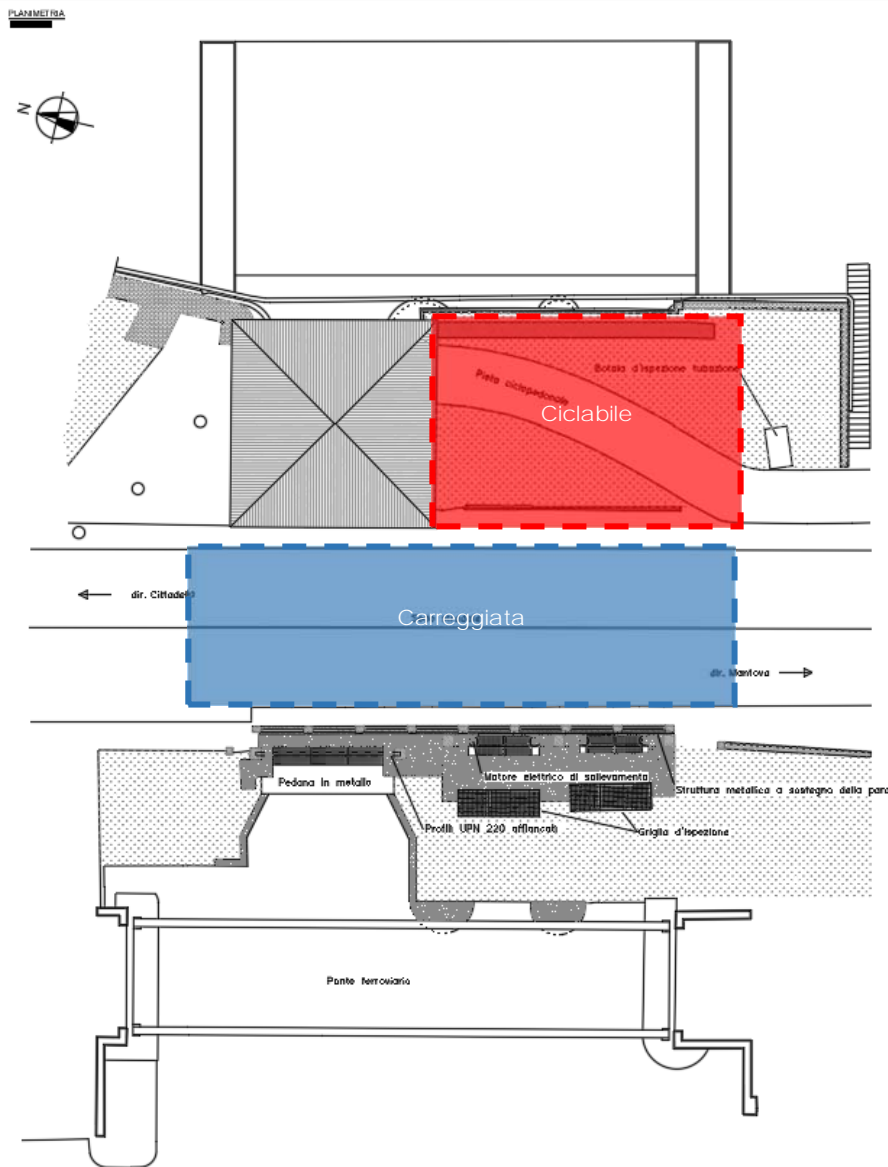 PLANIMETRIA
N
Botola d'ispezione tubazione
Pista ciclopedonale
Ciclabile
dir. Cittadel
Carreggiata
dir. Mantova
Motore elettrico di sollevamento
Pedana in metallo
Struttura metallica a sostegno della para
Profili UPN 220 affiancati
Griglia d'ispezione
Ponte ferroviario